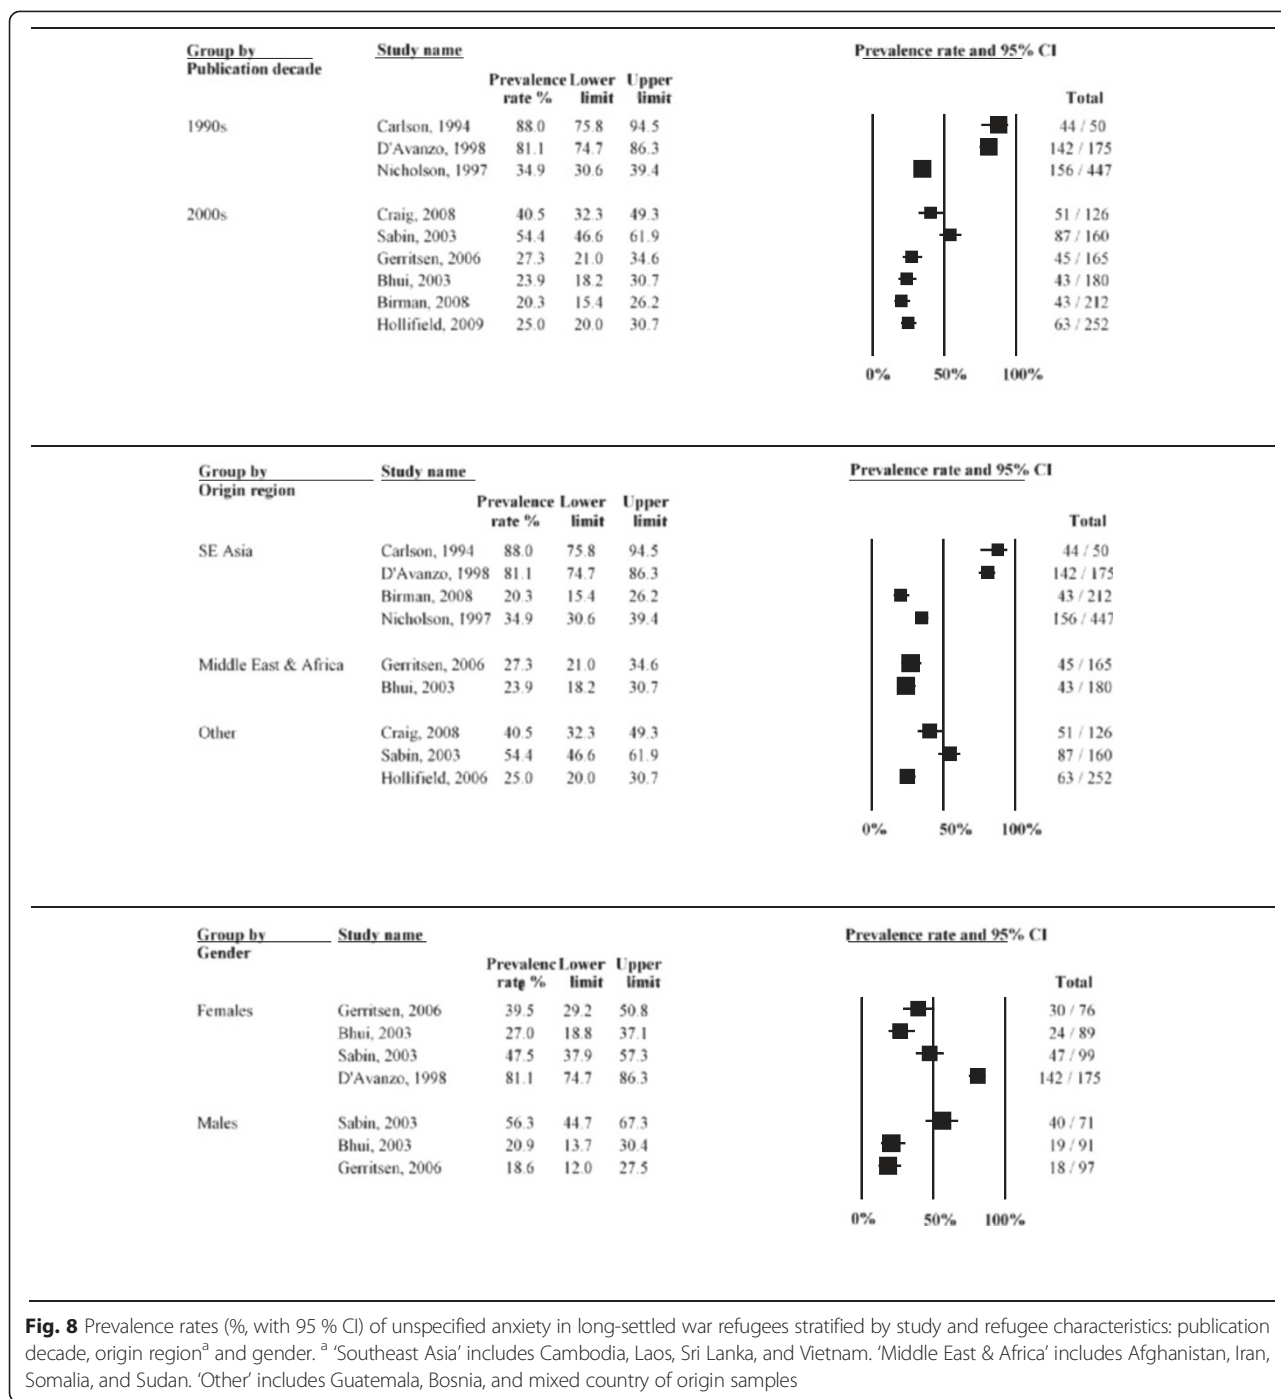 Group by Study name Prevalence rate and 95% CI
Publication decade
Prevalence Lower Upper
rate % limit limit Total
1990s Carlson, 1994 88.0 75.8 94.5 44 / 50
D'Avanzo, 1998 81.1 74.7 86.3 142 / 175
Nicholson, 1997 34.9 30.6 39.4 156 / 447
2000s Craig, 2008 40.5 32.3 49.3 51 / 126
Sabin, 2003 54.4 46.6 61.9 87 / 160
Gerritsen, 2006 27.3 21.0 34.6 45 / 165
Bhui, 2003 23.9 18.2 30.7 43 / 180
Birman, 2008 20.3 15.4 26.2 43 / 212
Hollifield, 2009 25.0 20.0 30.7 63 / 252
0% 50% 100%
Group by Study name Prevalence rate and 95% CI
Origin region
Prevalence Lower Upper
rate % limit limit Total
SE Asia Carlson, 1994 88.0 75.8 94.5 44 / 50
D'Avanzo, 1998 81.1 74.7 86.3 142 / 175
Birman, 2008 20.3 15.4 26.2 43 / 212
Nicholson, 1997 34.9 30.6 39.4 156 / 447
Middle East & Africa Gerritsen, 2006 27.3 21.0 34.6 45 / 165
Bhui, 2003 23.9 18.2 30.7 43 / 180
Other Craig, 2008 40.5 32.3 49.3 51 / 126
Sabin, 2003 54.4 46.6 61.9 87 / 160
Hollifield, 2006 25.0 20.0 30.7 63 / 252
0% 50% 100%
Group by Study name Prevalence rate and 95% CI
Gender
Prevalenc Lower Upper
rate % limit limit Total
Females Gerritsen, 2006 39.5 29.2 50.8 30 / 76
Bhui, 2003 27.0 18.8 37.1 24 / 89
Sabin, 2003 47.5 37.9 57.3 47 / 99
D'Avanzo, 1998 81.1 74.7 86.3 142 / 175
Males Sabin, 2003 56.3 44.7 67.3 40 / 71
Bhui, 2003 20.9 13.7 30.4 19 / 91
Gerritsen, 2006 18.6 12.0 27.5 18 / 97
0% 50% 100%
Fig. 8 Prevalence rates (%, with 95 % CI) of unspecified anxiety in long-settled war refugees stratified by study and refugee characteristics: publication
decade, origin regionᵃ and gender. ᵃ 'Southeast Asia' includes Cambodia, Laos, Sri Lanka, and Vietnam. 'Middle East & Africa' includes Afghanistan, Iran,
Somalia, and Sudan. 'Other' includes Guatemala, Bosnia, and mixed country of origin samples